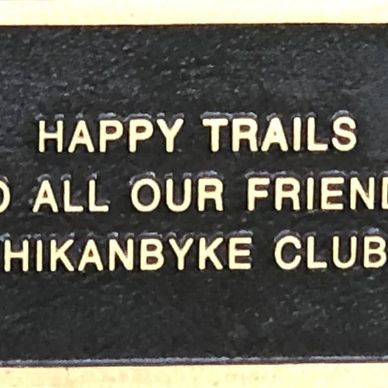 HAPPY TRAILS
O ALL OUR FRIEND
HIKANBYKE CLUB